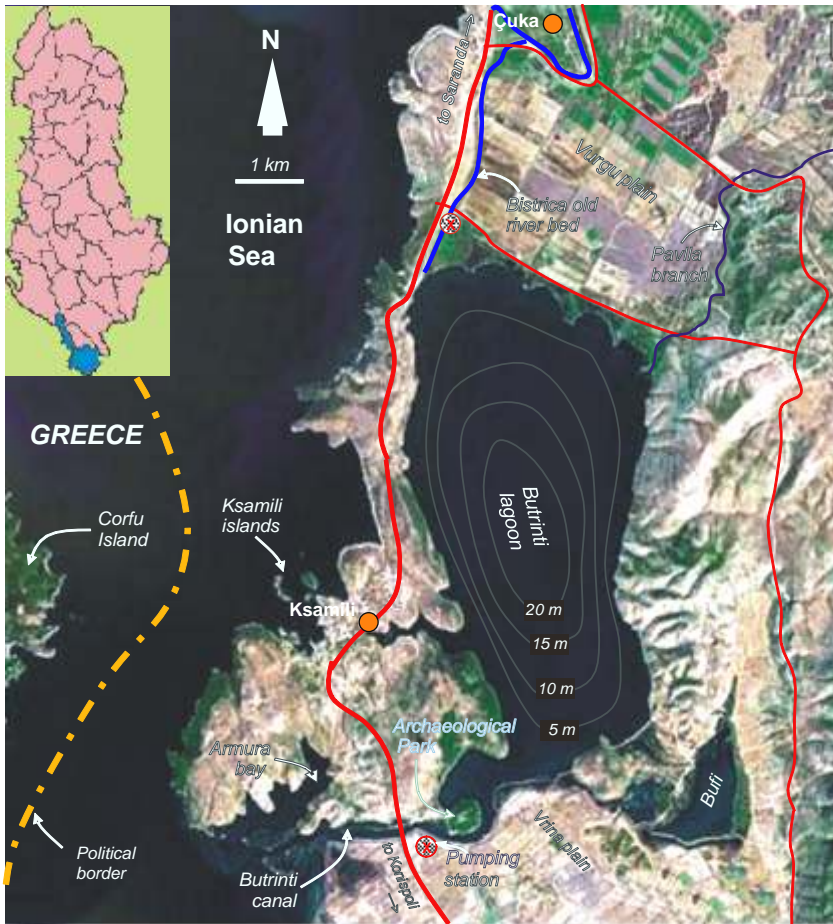 Çuka
to Saranda
N
1 km
Ionian
Sea
Vurgu plain
Bistrica old
river bed
Pavlla
branch
GREECE
Corfu
Island
Ksamili
islands
Butrinti
lagoon
Ksamili
20 m
15 m
10 m
5 m
Archaeological
Park
Armura
bay
Bufi
Vrina plain
Political
border
Butrinti
canal
to Konispoli
Pumping
station